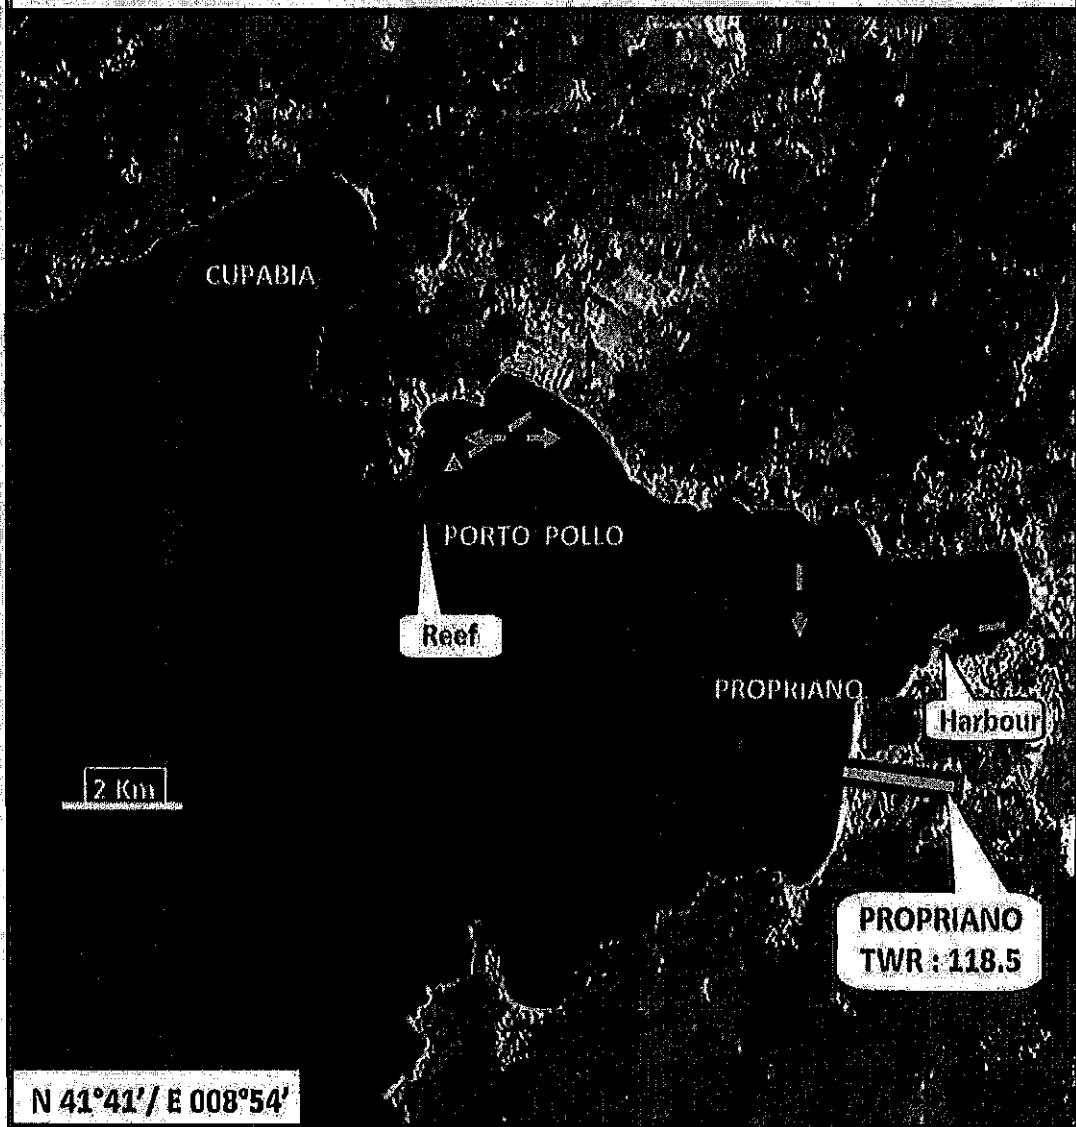 CUPABIA
PORTO POLLO
Reef
PROPRIANO
Harbour
2 Km
PROPRIANO
TWR : 118.5
N 41°41'/ E 008°54'